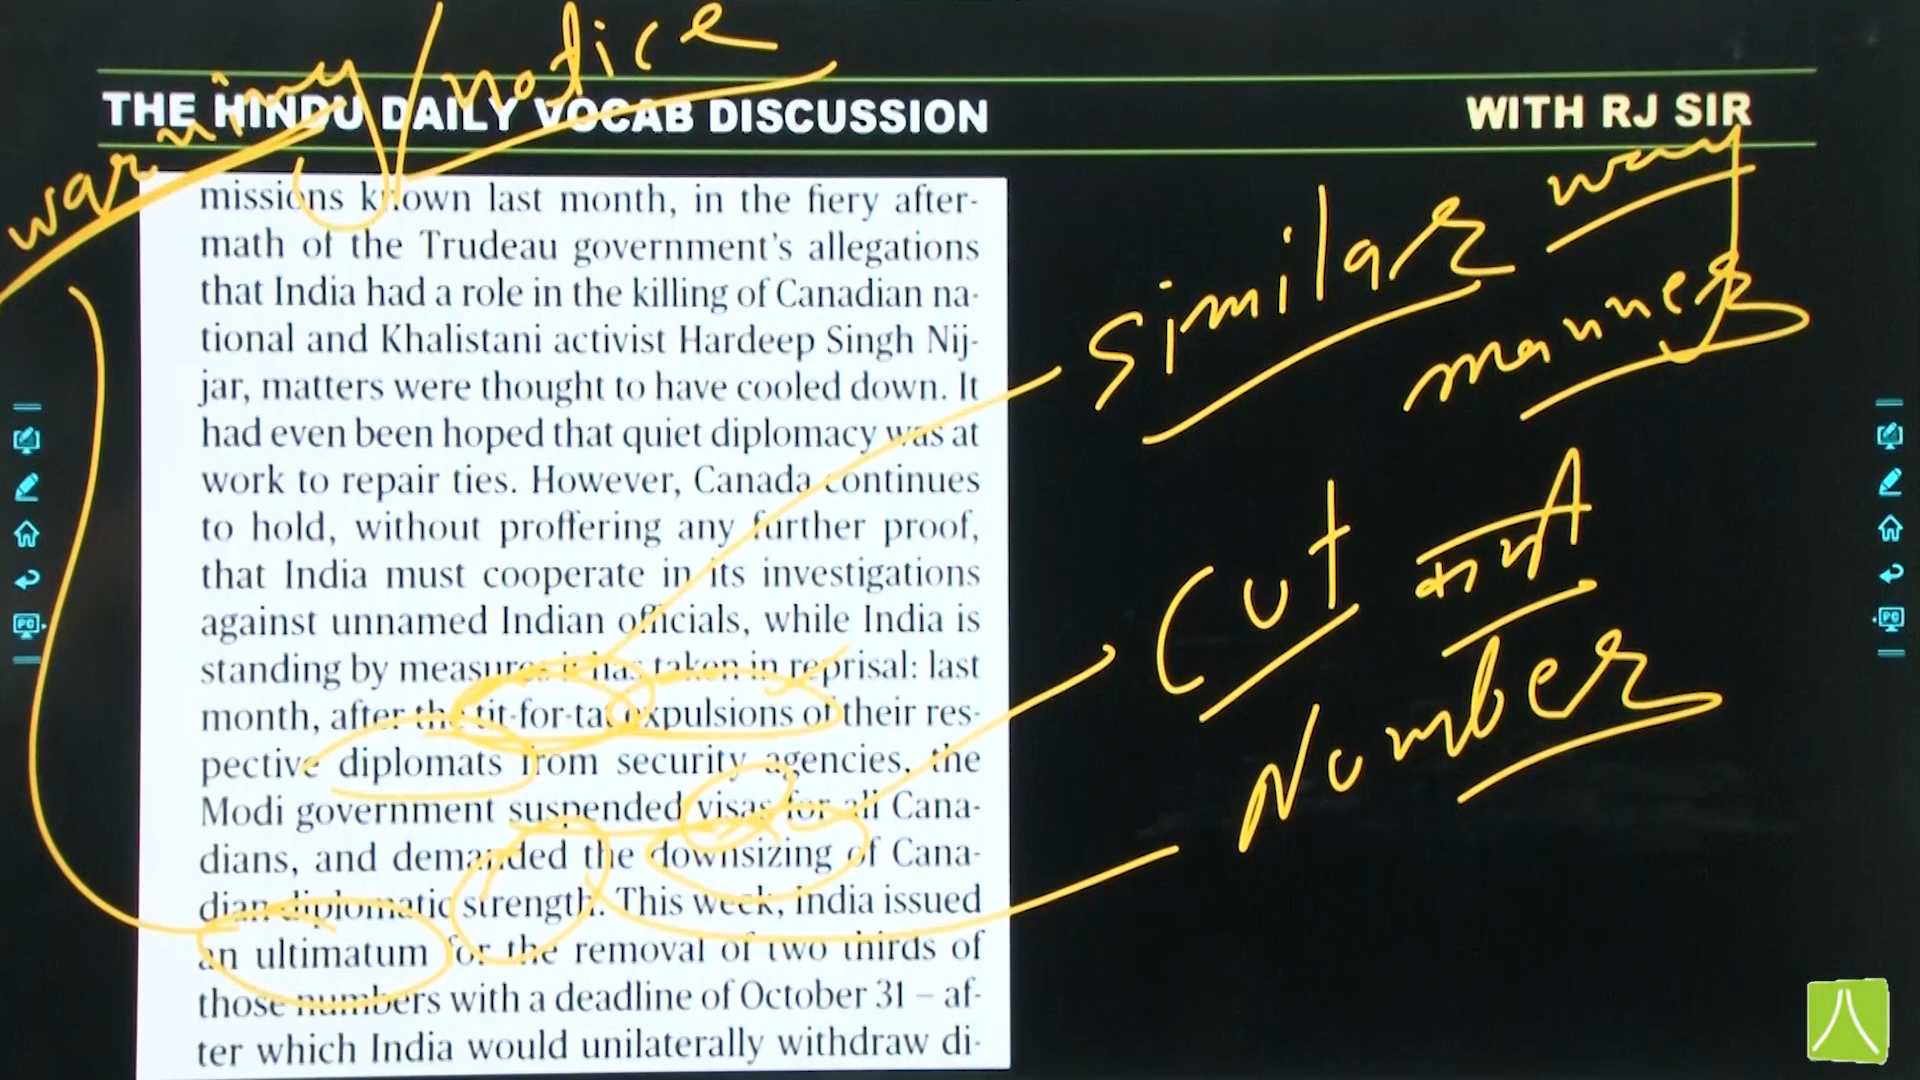 warning/notice
THE HINDU DAILY VOCAB DISCUSSION
WITH RJ SIR
missions known last month, in the fiery after-
math of the Trudeau government's allegations
that India had a role in the killing of Canadian na-
tional and Khalistani activist Hardeep Singh Nij-
jar, matters were thought to have cooled down. It
had even been hoped that quiet diplomacy was at
work to repair ties. However, Canada continues
to hold, without proffering any further proof,
that India must cooperate in its investigations
against unnamed Indian officials, while India is
standing by measures it has taken in reprisal: last
month, after the tit-for-tat expulsions of their res-
pective diplomats from security agencies, the
Modi government suspended visas for all Cana-
dians, and demanded the downsizing of Cana-
dian diplomatic strength. This week, India issued
an ultimatum for the removal of two thirds of
those numbers with a deadline of October 31 – af-
ter which India would unilaterally withdraw di-
similar way
manner
Cut
Number
PC
PC